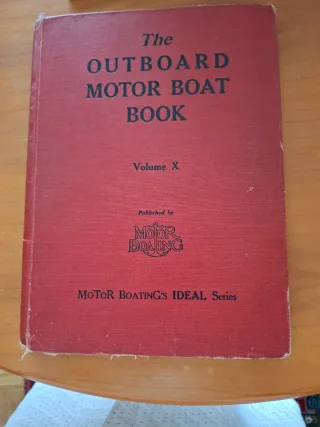 The
OUTBOARD
MOTOR BOAT
BOOK
Volume X
Published by
MoToR
BOATiNG
MoToR BOATiNG'S IDEAL Series